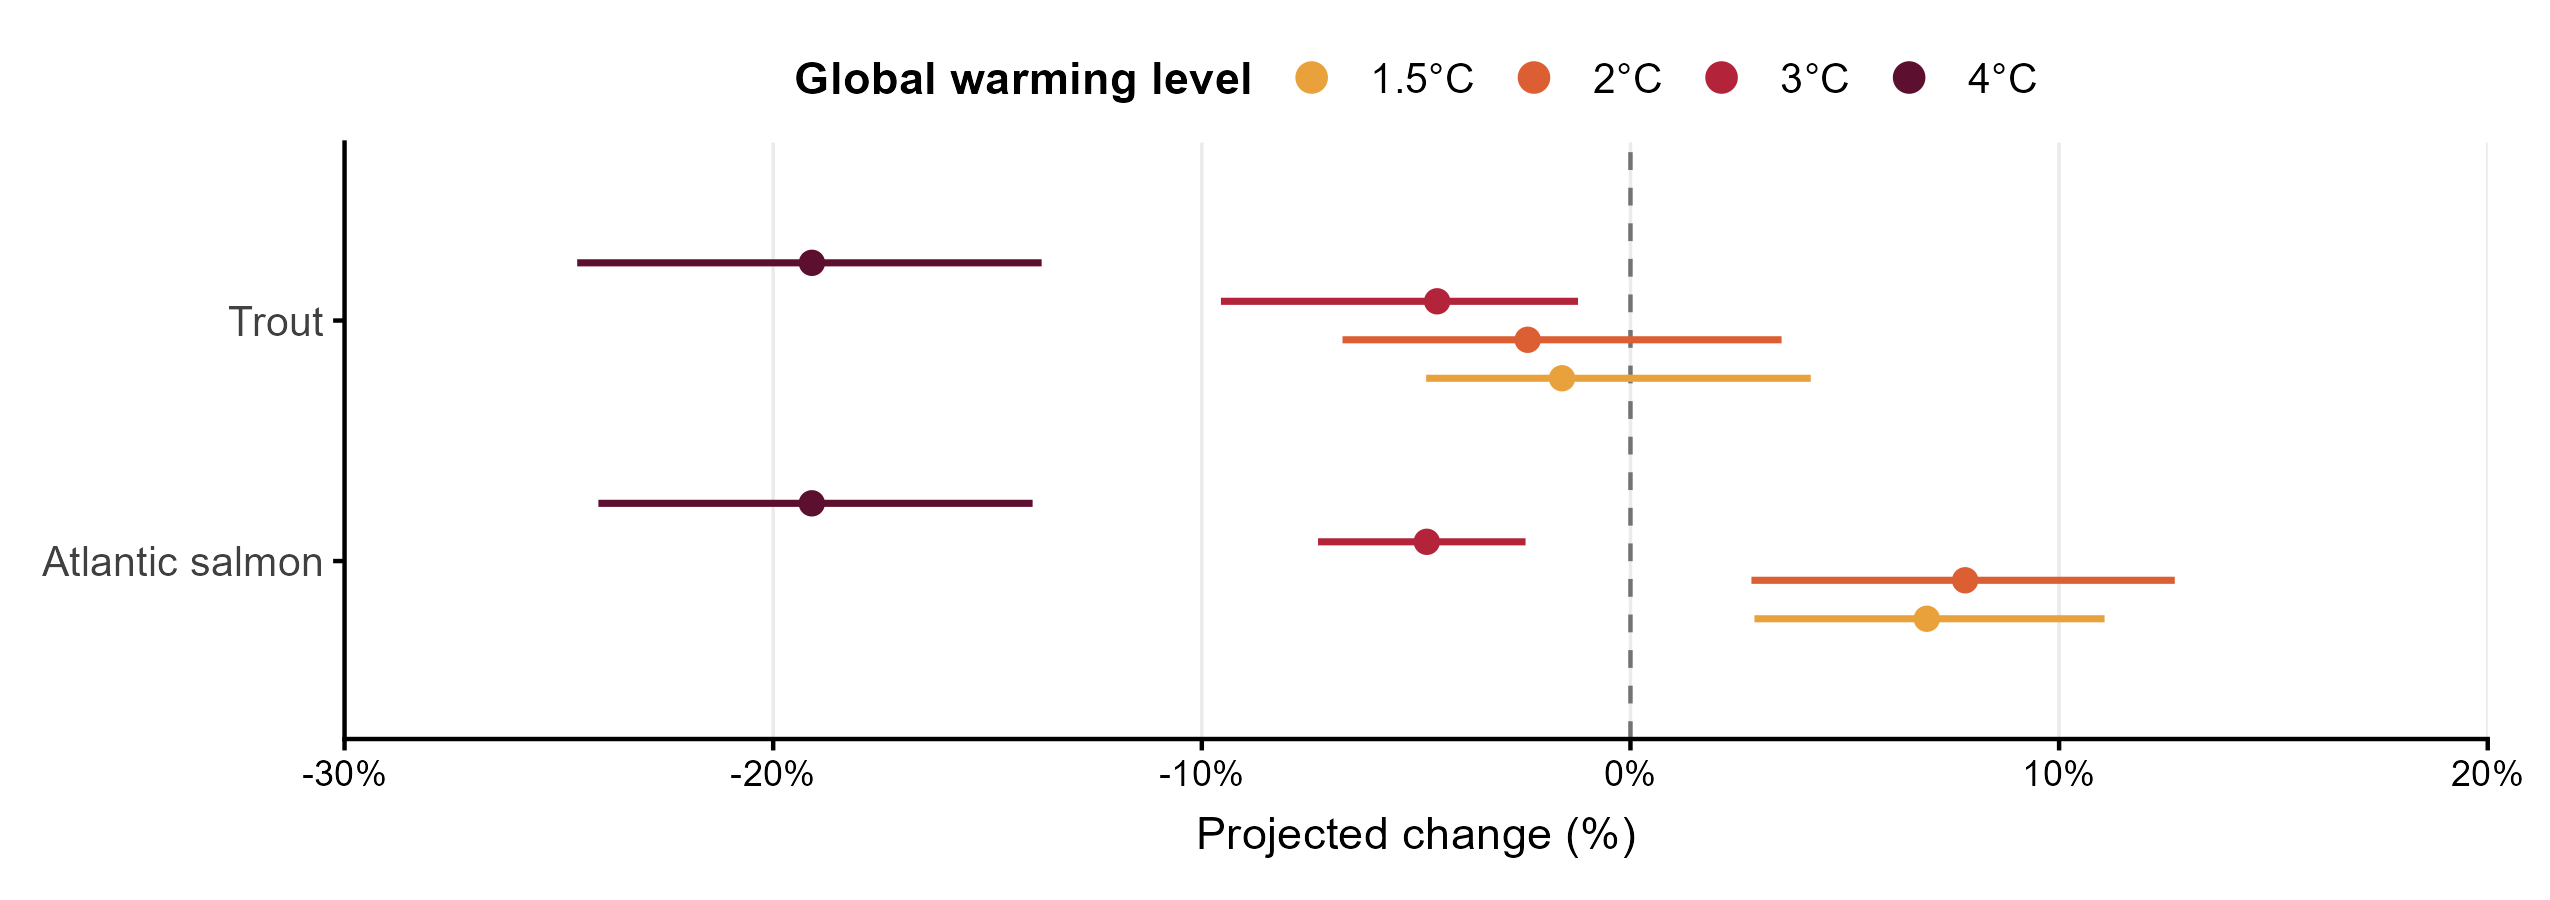 Global warming level 1.5°C 2°C 3°C 4°C
Trout
Atlantic salmon
-30% -20% -10% 0% 10% 20%
Projected change (%)